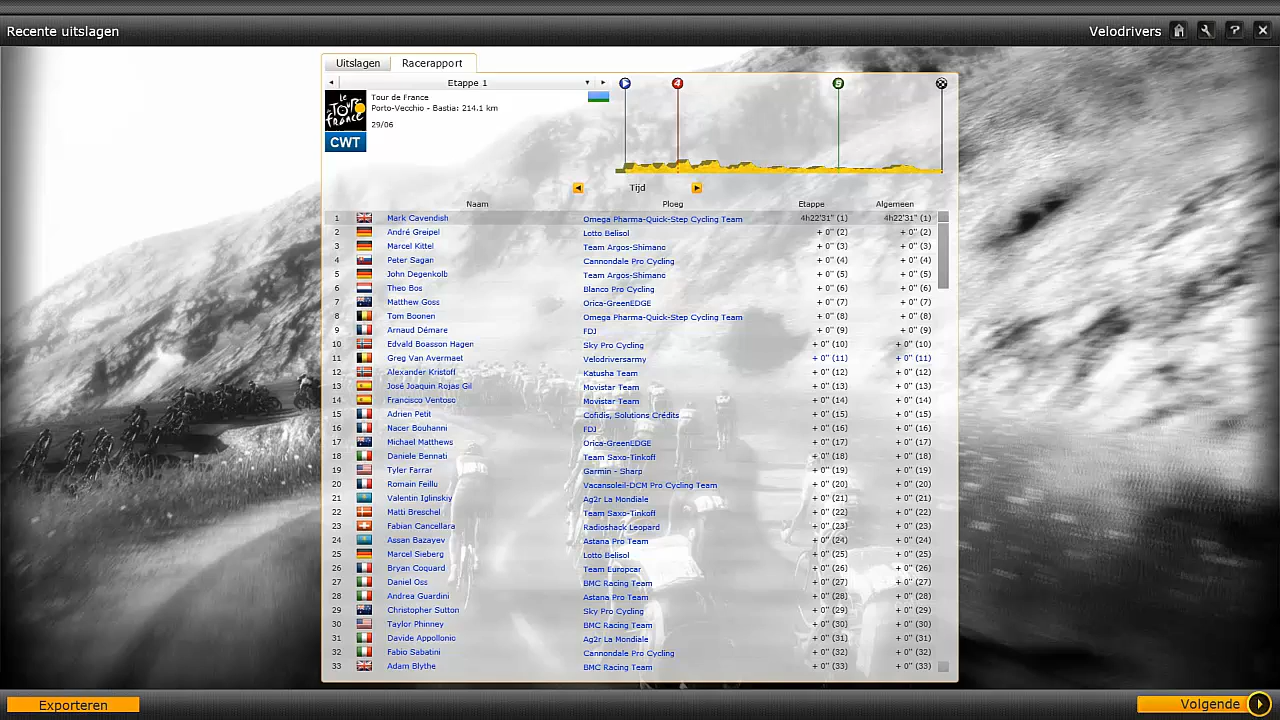 Recente uitslagen
Velodrivers
?
Uitslagen Racerapport
Etappe 1
Le Tour de France
CWT
Tour de France
Porto-Vecchio - Bastia: 214.1 km
29/06
4 S
Tijd
Naam Ploeg Etappe Algemeen
1 Mark Cavendish Omega Pharma-Quick-Step Cycling Team 4h22'31" (1) 4h22'31" (1)
2 André Greipel Lotto Belisol + 0" (2) + 0" (2)
3 Marcel Kittel Team Argos-Shimano + 0" (3) + 0" (3)
4 Peter Sagan Cannondale Pro Cycling + 0" (4) + 0" (4)
5 John Degenkolb Team Argos-Shimano + 0" (5) + 0" (5)
6 Theo Bos Blanco Pro Cycling + 0" (6) + 0" (6)
7 Matthew Goss Orica-GreenEDGE + 0" (7) + 0" (7)
8 Tom Boonen Omega Pharma-Quick-Step Cycling Team + 0" (8) + 0" (8)
9 Arnaud Démare FDJ + 0" (9) + 0" (9)
10 Edvald Boasson Hagen Sky Pro Cycling + 0" (10) + 0" (10)
11 Greg Van Avermaet Velodriversarmy + 0" (11) + 0" (11)
12 Alexander Kristoff Katusha Team + 0" (12) + 0" (12)
13 José Joaquin Rojas Gil Movistar Team + 0" (13) + 0" (13)
14 Francisco Ventoso Movistar Team + 0" (14) + 0" (14)
15 Adrien Petit Cofidis, Solutions Crédits + 0" (15) + 0" (15)
16 Nacer Bouhanni FDJ + 0" (16) + 0" (16)
17 Michael Matthews Orica-GreenEDGE + 0" (17) + 0" (17)
18 Daniele Bennati Team Saxo-Tinkoff + 0" (18) + 0" (18)
19 Tyler Farrar Garmin - Sharp + 0" (19) + 0" (19)
20 Romain Feillu Vacansoleil-DCM Pro Cycling Team + 0" (20) + 0" (20)
21 Valentin Iglinskiy Ag2r La Mondiale + 0" (21) + 0" (21)
22 Matti Breschel Team Saxo-Tinkoff + 0" (22) + 0" (22)
23 Fabian Cancellara Radioshack Leopard + 0" (23) + 0" (23)
24 Assan Bazayev Astana Pro Team + 0" (24) + 0" (24)
25 Marcel Sieberg Lotto Belisol + 0" (25) + 0" (25)
26 Bryan Coquard Team Europcar + 0" (26) + 0" (26)
27 Daniel Oss BMC Racing Team + 0" (27) + 0" (27)
28 Andrea Guardini Astana Pro Team + 0" (28) + 0" (28)
29 Christopher Sutton Sky Pro Cycling + 0" (29) + 0" (29)
30 Taylor Phinney BMC Racing Team + 0" (30) + 0" (30)
31 Davide Appollonio Ag2r La Mondiale + 0" (31) + 0" (31)
32 Fabio Sabatini Cannondale Pro Cycling + 0" (32) + 0" (32)
33 Adam Blythe BMC Racing Team + 0" (33) + 0" (33)
Exporteren
Volgende